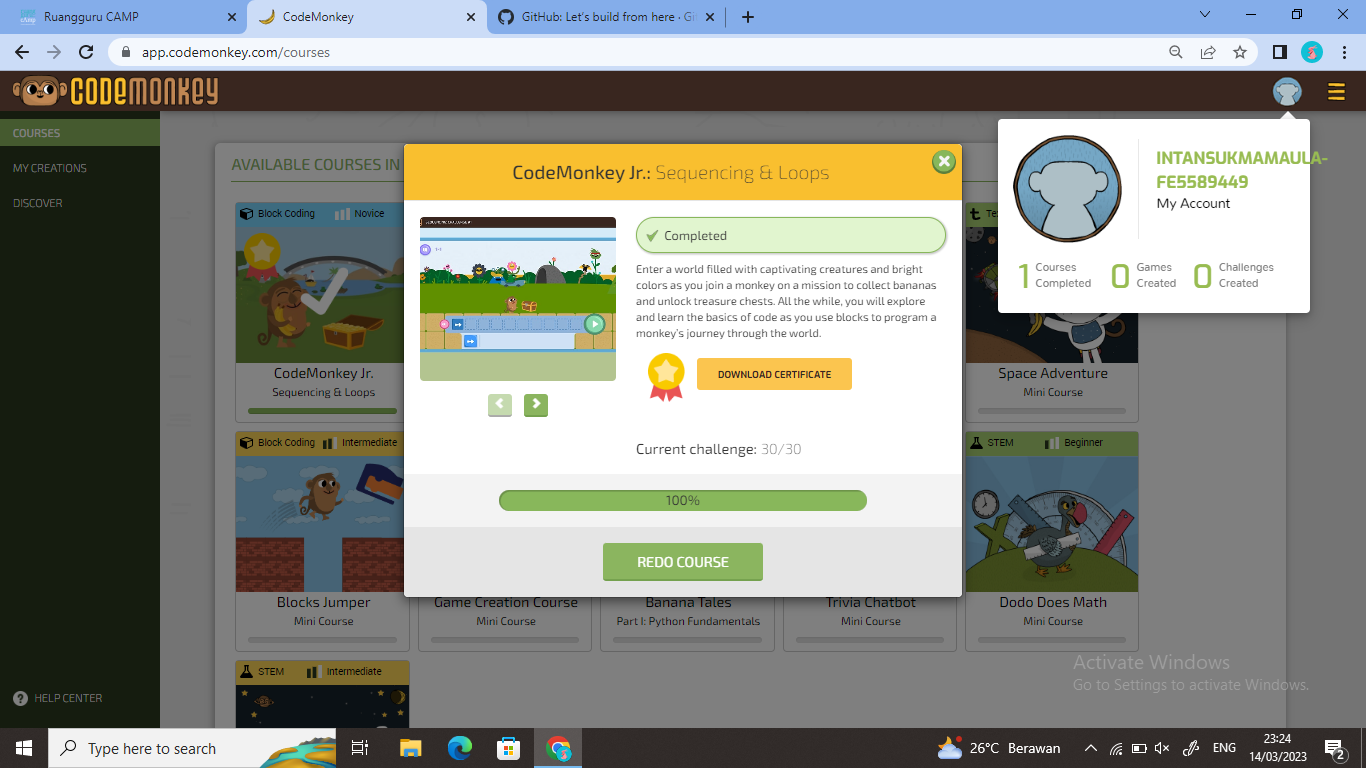 Ruangguru CAMP
CodeMonkey
GitHub: Let's build from here · Gi
app.codemonkey.com/courses
CODEMONKEY
COURSES
MY CREATIONS
DISCOVER
HELP CENTER
AVAILABLE COURSES IN
INTANSUKMAMAULA-
FE5589449
My Account
1 Courses Completed
0 Games Created
0 Challenges Created
CodeMonkey Jr.: Sequencing & Loops
Completed
Enter a world filled with captivating creatures and bright
colors as you join a monkey on a mission to collect bananas
and unlock treasure chests. All the while, you will explore
and learn the basics of code as you use blocks to program a
monkey's journey through the world.
DOWNLOAD CERTIFICATE
Current challenge: 30/30
100%
REDO COURSE
Block Coding Novice
CodeMonkey Jr.
Sequencing & Loops
Space Adventure
Mini Course
Block Coding Intermediate
STEM Beginner
Blocks Jumper
Mini Course
Game Creation Course
Mini Course
Banana Tales
Part I: Python Fundamentals
Trivia Chatbot
Mini Course
Dodo Does Math
Mini Course
STEM Intermediate
Activate Windows
Go to Settings to activate Windows.
Type here to search
26°C Berawan
ENG
23:24
14/03/2023
2